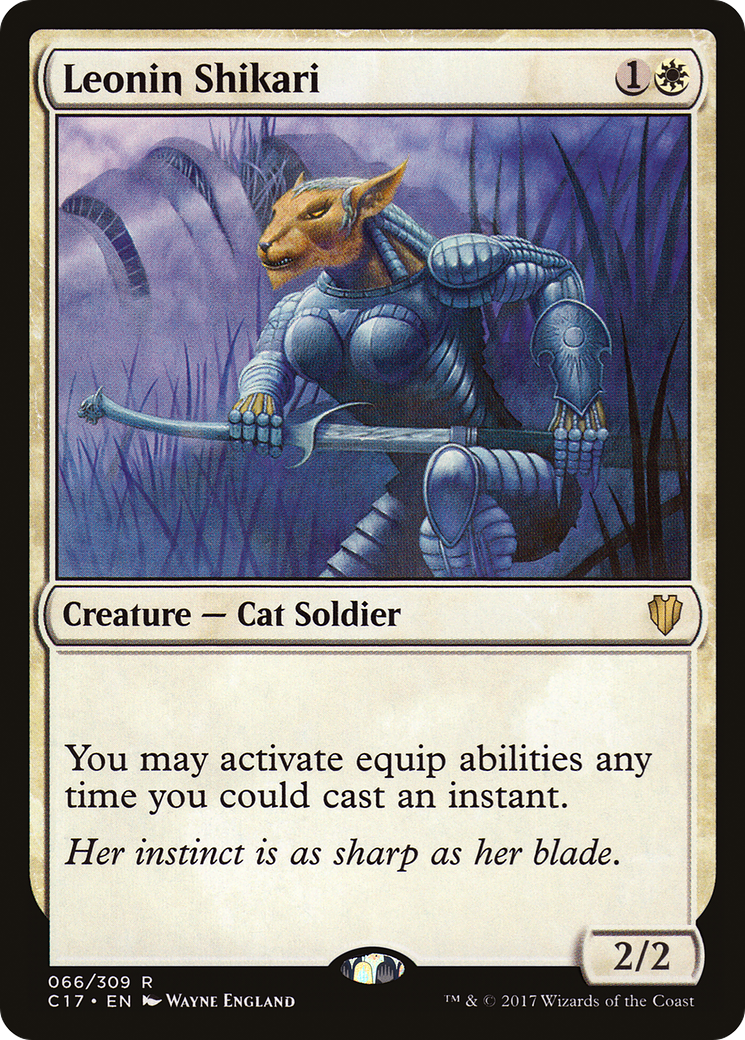 Leonin Shikari 1
Creature — Cat Soldier
You may activate equip abilities any
time you could cast an instant.
Her instinct is as sharp as her blade.
2/2
066/309 R
C17 • EN Wayne England
™ & © 2017 Wizards of the Coast